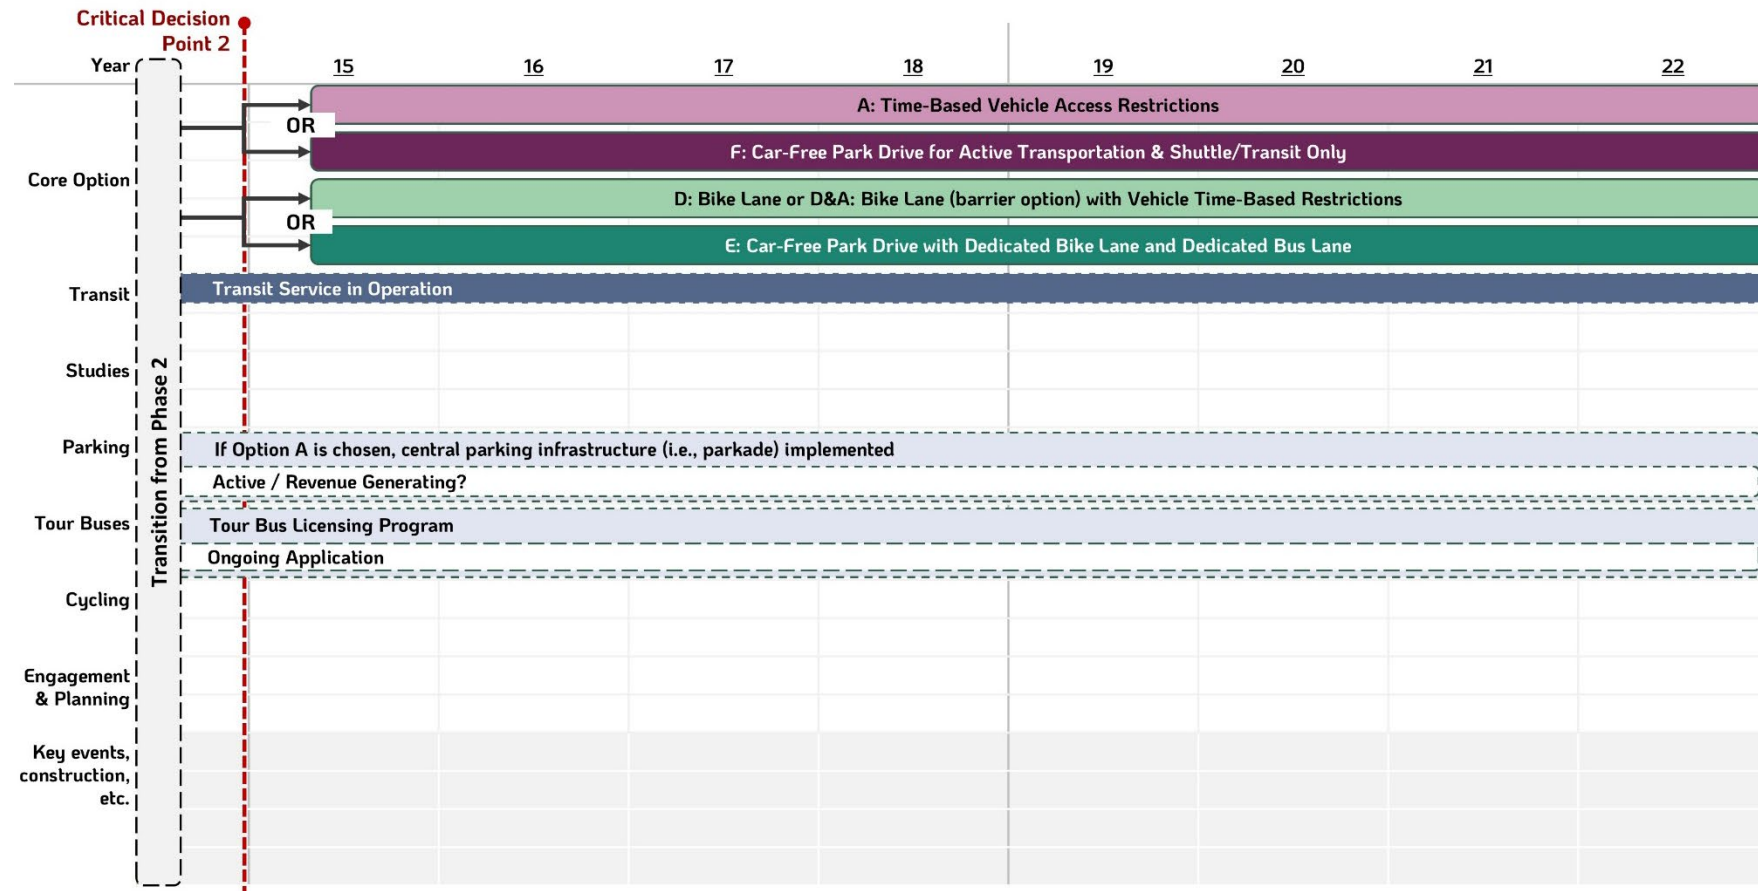 Critical Decision
Point 2
Year
15
16
17
18
19
20
21
22
A: Time-Based Vehicle Access Restrictions
OR
F: Car-Free Park Drive for Active Transportation & Shuttle/Transit Only
Core Option
D: Bike Lane or D&A: Bike Lane (barrier option) with Vehicle Time-Based Restrictions
OR
E: Car-Free Park Drive with Dedicated Bike Lane and Dedicated Bus Lane
Transit
Transit Service in Operation
Studies
Transition from Phase 2
Parking
If Option A is chosen, central parking infrastructure (i.e., parkade) implemented
Active / Revenue Generating?
Tour Buses
Tour Bus Licensing Program
Ongoing Application
Cycling
Engagement
& Planning
Key events,
construction,
etc.